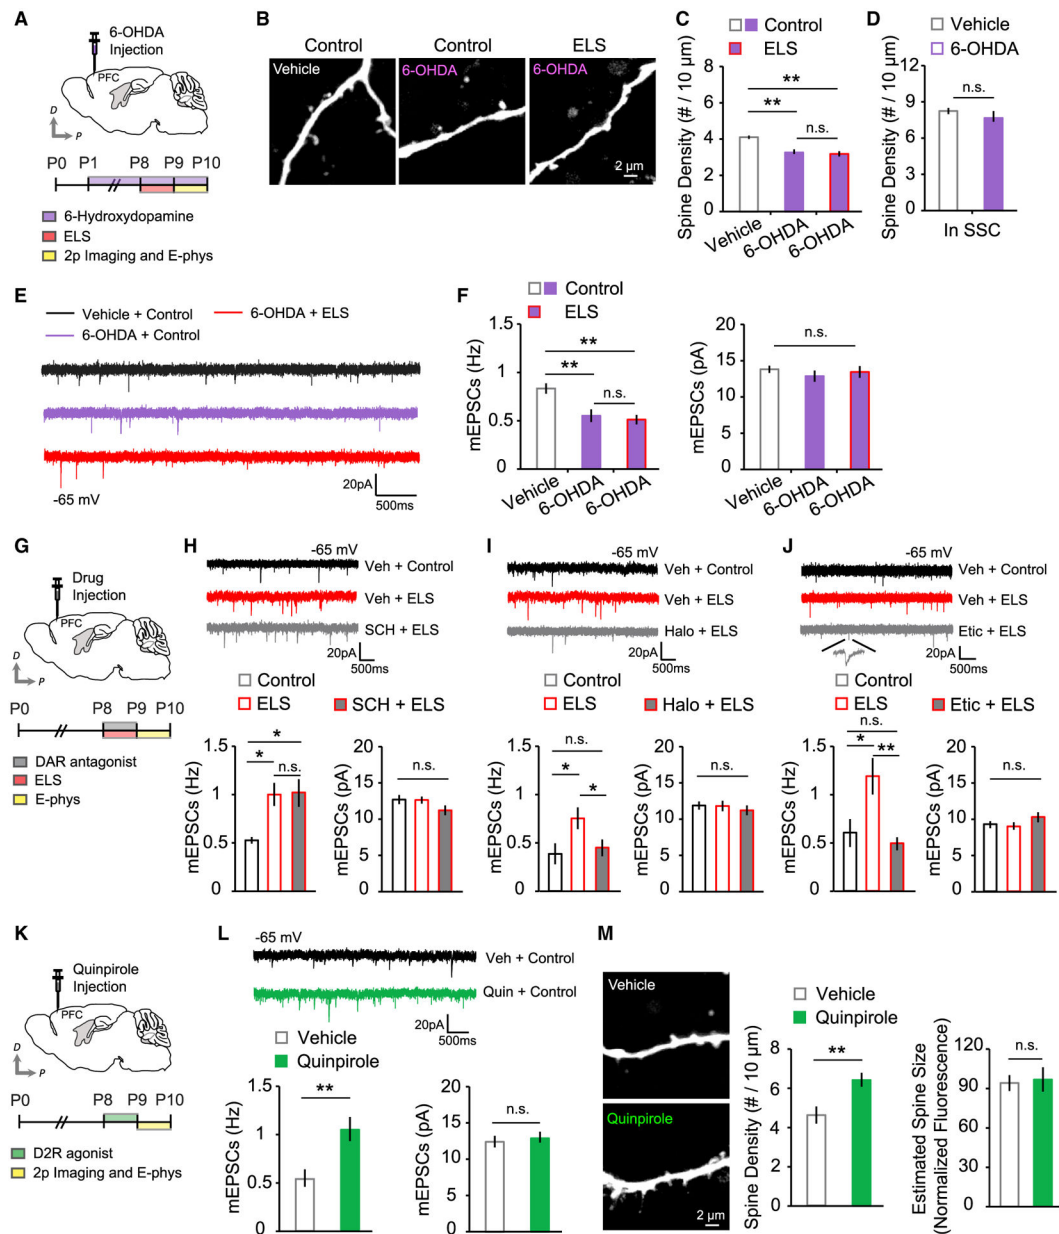 A
6-OHDA
Injection
PFC
D
P
P0 P1 P8 P9 P10
6-Hydroxydopamine
ELS
2p Imaging and E-phys
B
Control Control ELS
Vehicle 6-OHDA 6-OHDA
2 µm
C
Control
ELS
Spine Density (# / 10 µm)
8
6
4
2
0
**
**
n.s.
Vehicle
6-OHDA
6-OHDA
D
Vehicle
6-OHDA
Spine Density (# / 10 µm)
12
9
6
3
0
n.s.
In SSC
E
Vehicle + Control 6-OHDA + ELS
6-OHDA + Control
-65 mV
20pA
500ms
F
Control
ELS
mEPSCs (Hz)
1.5
1
0.5
0
**
**
n.s.
Vehicle
6-OHDA
6-OHDA
mEPSCs (pA)
20
15
10
5
0
n.s.
Vehicle
6-OHDA
6-OHDA
G
Drug
Injection
PFC
D
P
P0 P8 P9 P10
DAR antagonist
ELS
E-phys
H
-65 mV
Veh + Control
Veh + ELS
SCH + ELS
20pA
500ms
Control
ELS SCH + ELS
mEPSCs (Hz)
1.5
1
0.5
0
*
*
n.s.
mEPSCs (pA)
20
15
10
5
0
n.s.
I
-65 mV
Veh + Control
Veh + ELS
Halo + ELS
20pA
500ms
Control
ELS Halo + ELS
mEPSCs (Hz)
1.5
1
0.5
0
n.s.
*
*
mEPSCs (pA)
20
15
10
5
0
n.s.
J
-65 mV
Veh + Control
Veh + ELS
Etic + ELS
20pA
500ms
Control
ELS Etic + ELS
mEPSCs (Hz)
1.5
1
0.5
0
n.s.
*
**
mEPSCs (pA)
20
15
10
5
0
n.s.
K
Quinpirole
Injection
PFC
D
P
P0 P8 P9 P10
D2R agonist
2p Imaging and E-phys
L
-65 mV
Veh + Control
Quin + Control
20pA
500ms
Vehicle
Quinpirole
mEPSCs (Hz)
1.5
1
0.5
0
**
mEPSCs (pA)
20
15
10
5
0
n.s.
M
Vehicle
Quinpirole
2 µm
Vehicle
Quinpirole
Spine Density (# / 10 µm)
8
6
4
2
0
**
Estimated Spine Size
(Normalized Fluorescence)
120
90
60
30
0
n.s.